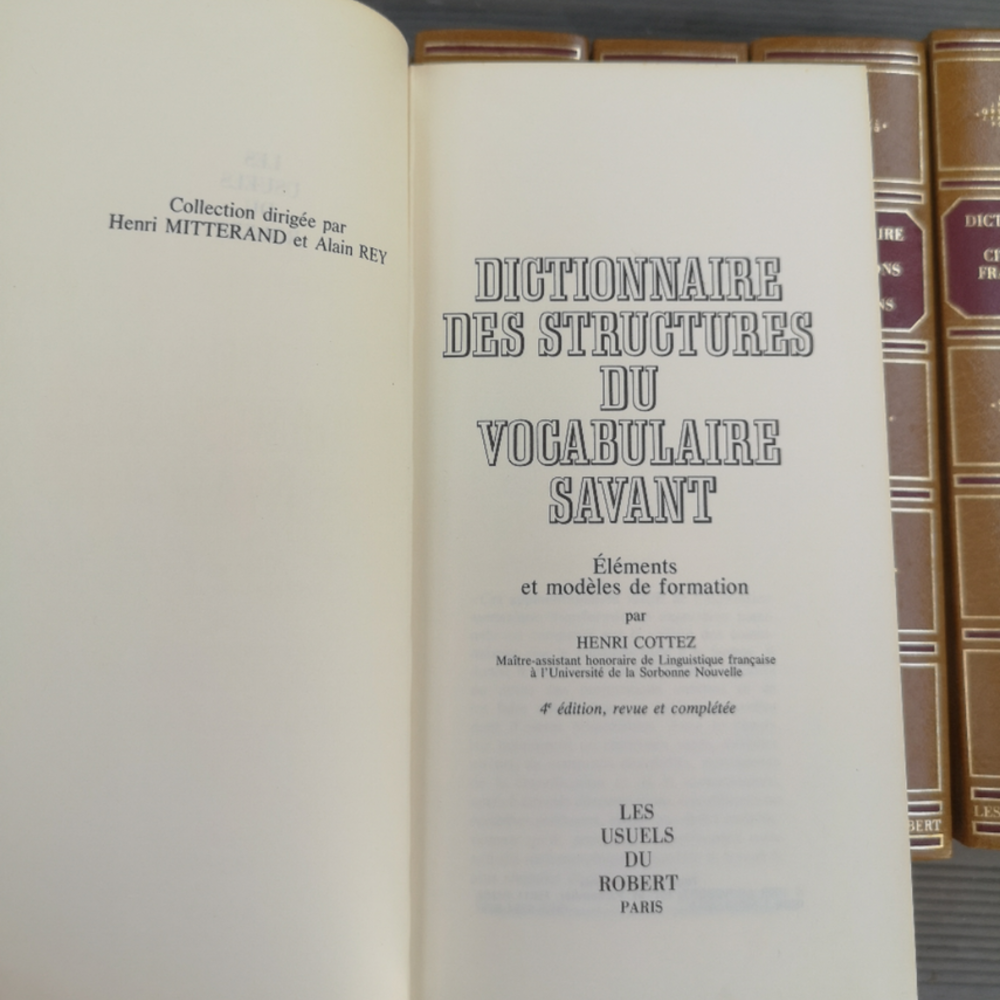 Collection dirigée par
Henri MITTERAND et Alain REY
DICTIONNAIRE
DES STRUCTURES
DU
VOCABULAIRE
SAVANT
Éléments
et modèles de formation
par
HENRI COTTEZ
Maître-assistant honoraire de Linguistique française
à l'Université de la Sorbonne Nouvelle
4e édition, revue et complétée
LES
USUELS
DU
ROBERT
PARIS